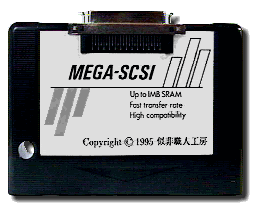 MEGA-SCSI
Up to 1MB SRAM
Fast transfer rate
High compatibility
Copyright © 1995 似非職人工房